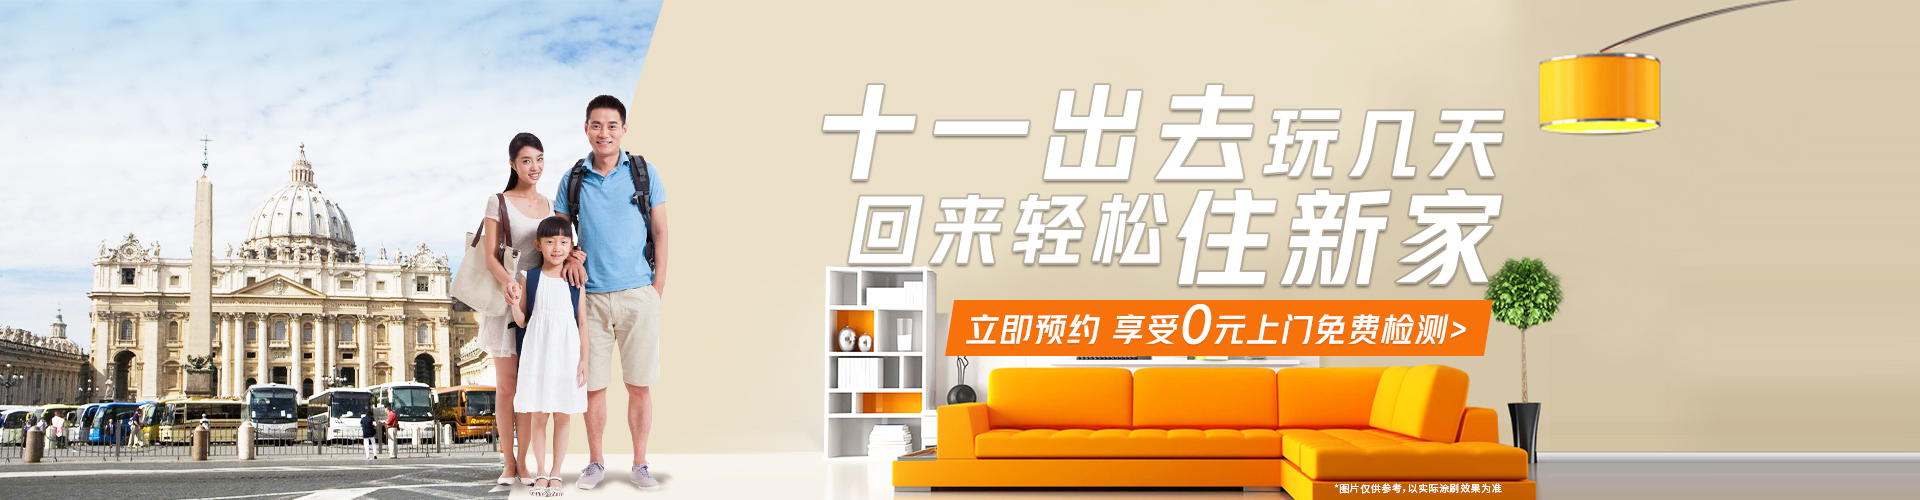 十一出去玩几天
回来轻松住新家
立即预约 享受0元上门免费检测>
*图片仅供参考，以实际涂刷效果为准